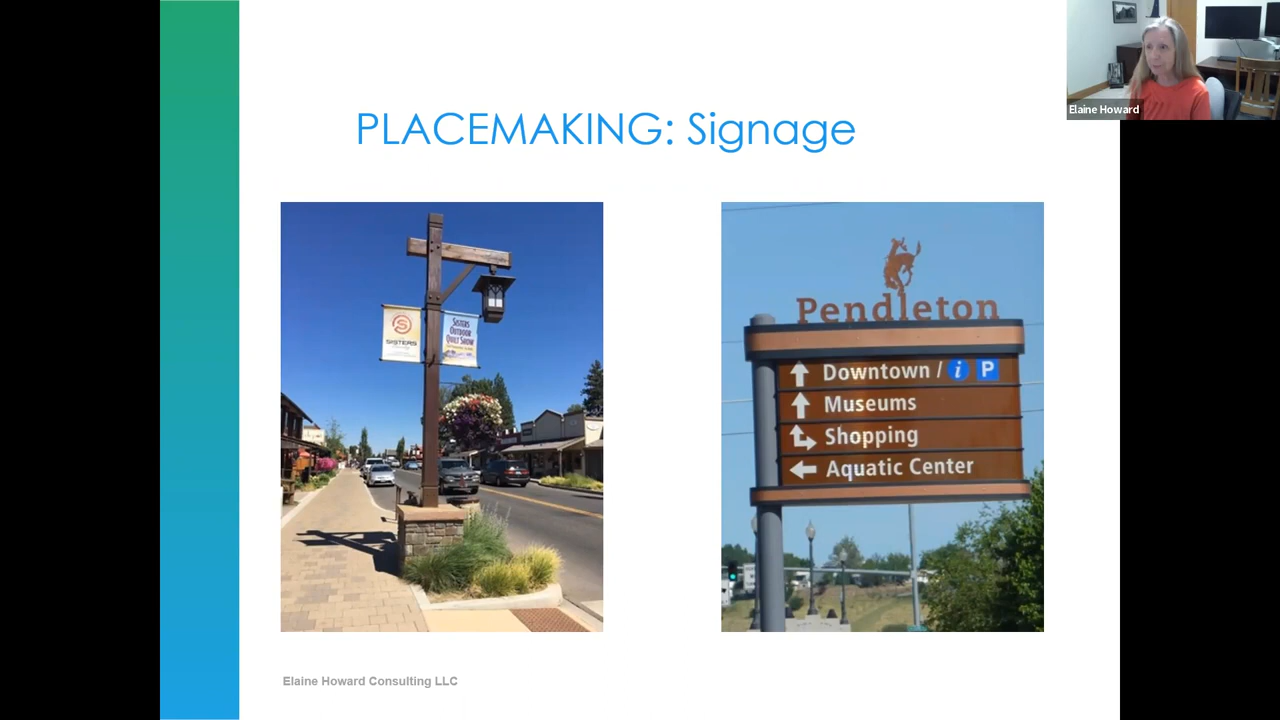 Elaine Howard
PLACEMAKING: Signage
SISTERS
SISTERS
OUTDOOR
QUILT SHOW
Pendleton
Downtown / i P
Museums
Shopping
Aquatic Center
Elaine Howard Consulting LLC